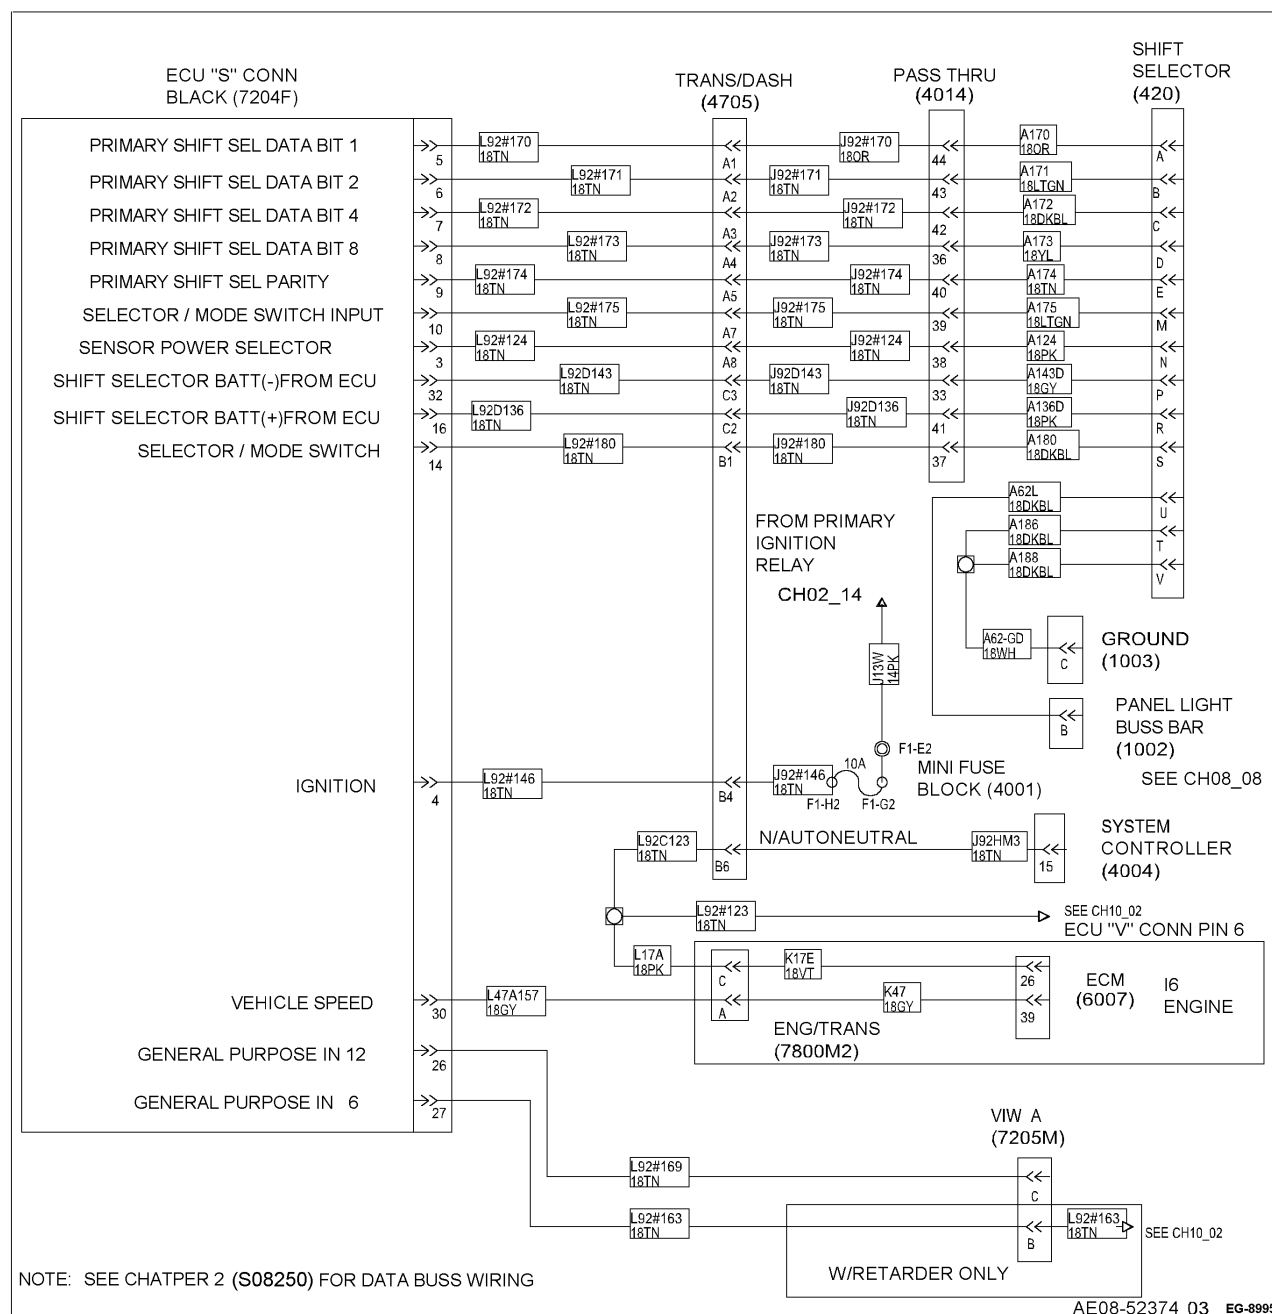 ECU "S" CONN
BLACK (7204F)
TRANS/DASH
(4705)
PASS THRU
(4014)
SHIFT
SELECTOR
(420)
PRIMARY SHIFT SEL DATA BIT 1
5
L92#170
18TN
A1
J92#170
18OR
44
A170
18OR
A
PRIMARY SHIFT SEL DATA BIT 2
6
L92#171
18TN
A2
J92#171
18TN
43
A171
18LTGN
B
PRIMARY SHIFT SEL DATA BIT 4
7
L92#172
18TN
A3
J92#172
18TN
42
A172
18DKBL
C
PRIMARY SHIFT SEL DATA BIT 8
8
L92#173
18TN
A4
J92#173
18TN
36
A173
18YL
D
PRIMARY SHIFT SEL PARITY
9
L92#174
18TN
A5
J92#174
18TN
40
A174
18TN
E
SELECTOR / MODE SWITCH INPUT
10
L92#175
18TN
A7
J92#175
18TN
39
A175
18LTGN
M
SENSOR POWER SELECTOR
3
L92#124
18TN
A8
J92#124
18TN
38
A124
18PK
N
SHIFT SELECTOR BATT(-)FROM ECU
32
L92D143
18TN
C3
J92D143
18TN
33
A143D
18GY
P
SHIFT SELECTOR BATT(+)FROM ECU
16
L92D136
18TN
C2
J92D136
18TN
41
A136D
18PK
R
SELECTOR / MODE SWITCH
14
L92#180
18TN
B1
J92#180
18TN
37
A180
18DKBL
S
A62L
18DKBL
U
A186
18DKBL
T
A188
18DKBL
V
FROM PRIMARY
IGNITION
RELAY
CH02_14
J13W
14PK
A62-GD
18WH
C
GROUND
(1003)
B
PANEL LIGHT
BUSS BAR
(1002)
SEE CH08_08
IGNITION
4
L92#146
18TN
B4
J92#146
18TN
10A
F1-H2
F1-G2
F1-E2
MINI FUSE
BLOCK (4001)
L92C123
18TN
B6
N/AUTONEUTRAL
J92HM3
18TN
15
SYSTEM
CONTROLLER
(4004)
L92#123
18TN
SEE CH10_02
ECU "V" CONN PIN 6
L17A
18PK
C
K17E
18VT
26
VEHICLE SPEED
30
L47A157
18GY
A
K47
18GY
39
ECM
(6007)
I6
ENGINE
ENG/TRANS
(7800M2)
GENERAL PURPOSE IN 12
26
GENERAL PURPOSE IN 6
27
VIW A
(7205M)
L92#169
18TN
C
L92#163
18TN
B
L92#163
18TN
SEE CH10_02
W/RETARDER ONLY
NOTE: SEE CHATPER 2 (S08250) FOR DATA BUSS WIRING
AE08-52374 03